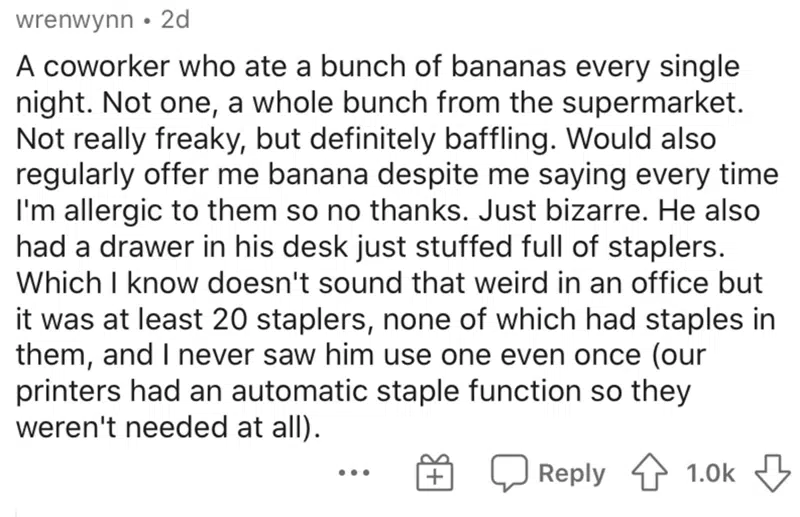 wrenwynn • 2d
A coworker who ate a bunch of bananas every single
night. Not one, a whole bunch from the supermarket.
Not really freaky, but definitely baffling. Would also
regularly offer me banana despite me saying every time
I'm allergic to them so no thanks. Just bizarre. He also
had a drawer in his desk just stuffed full of staplers.
Which I know doesn't sound that weird in an office but
it was at least 20 staplers, none of which had staples in
them, and I never saw him use one even once (our
printers had an automatic staple function so they
weren't needed at all).
... Reply 1.0k